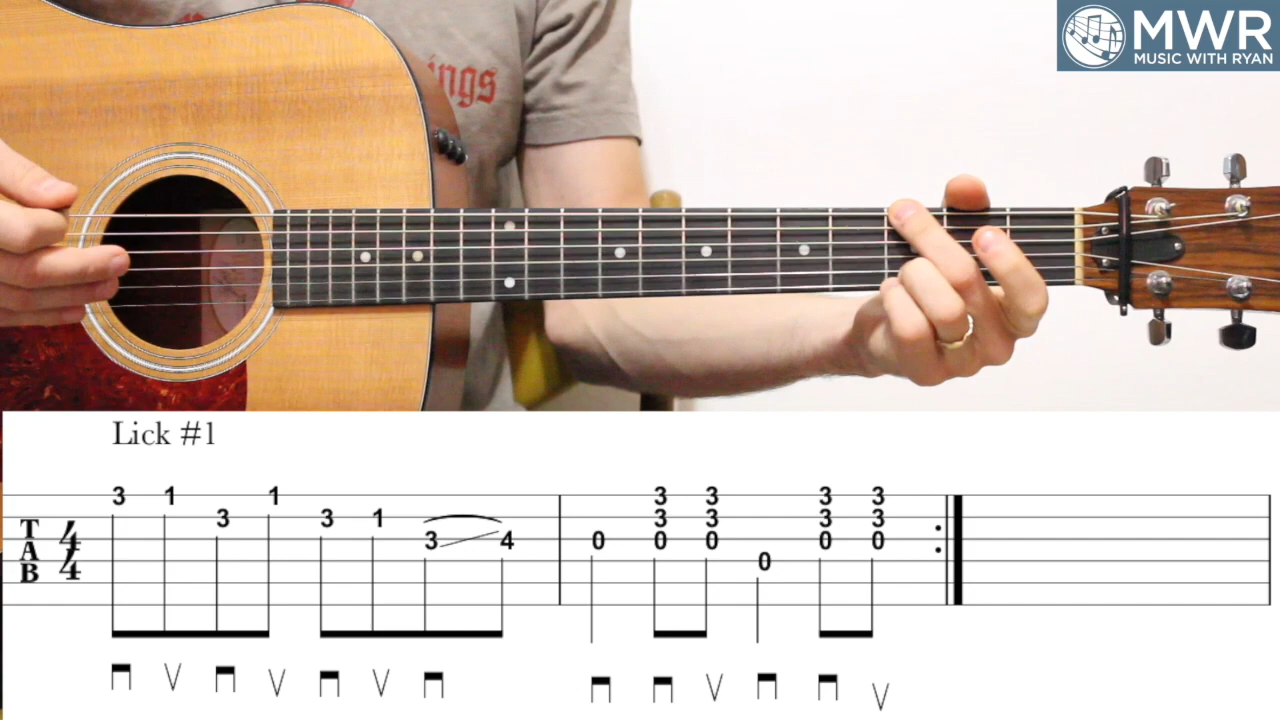 ngs
MWR
MUSIC WITH RYAN
Lick #1
3 1 1 3 3 3 3
3 3 1 3 3 3 3
3 4 0 0 0 0 0
0
T
A
B
4
4